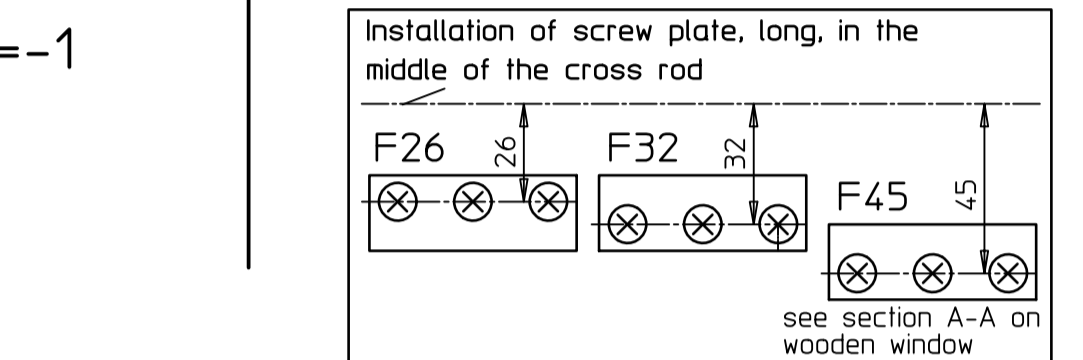 =-1
Installation of screw plate, long, in the
middle of the cross rod
F26
26
F32
32
F45
45
see section A-A on
wooden window